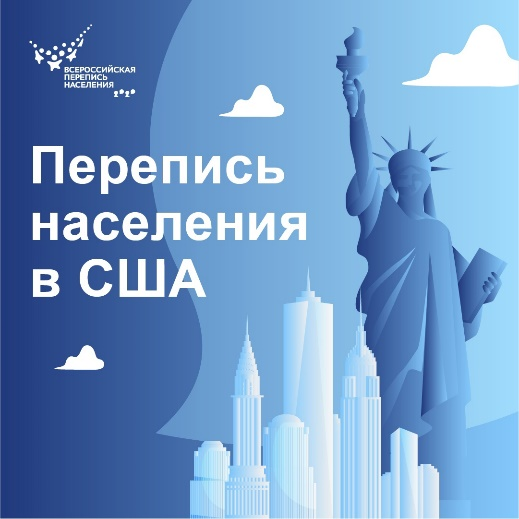 ВСЕРОССИЙСКАЯ
ПЕРЕПИСЬ
НАСЕЛЕНИЯ
2020
Перепись
населения
в США